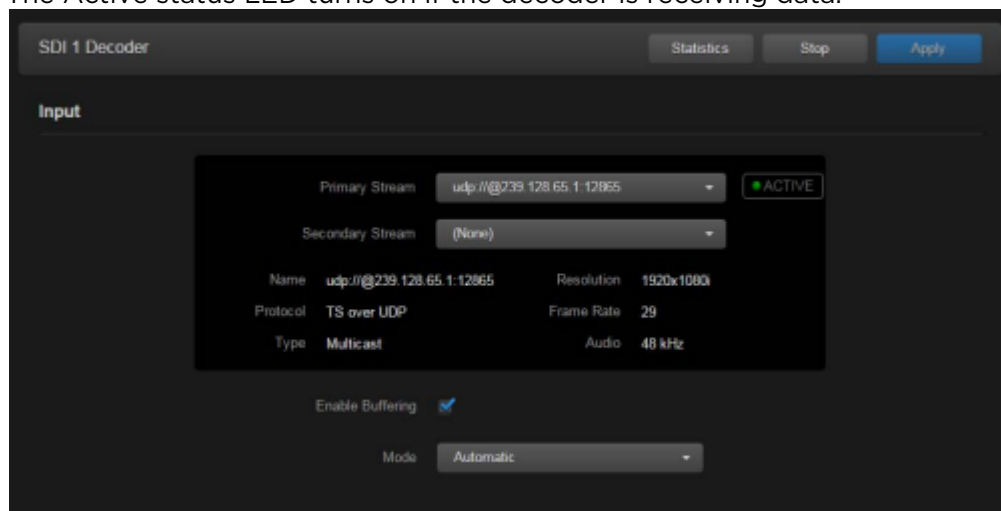 The Active status LED turns on if the decoder is receiving data.
SDI 1 Decoder Statistics Stop Apply
Input
Primary Stream udp://@239.128.65.1:12865 ACTIVE
Secondary Stream (None)
Name udp://@239.128.65.1:12865 Resolution 1920x1080i
Protocol TS over UDP Frame Rate 29
Type Multicast Audio 48 kHz
Enable Buffering
Mode Automatic